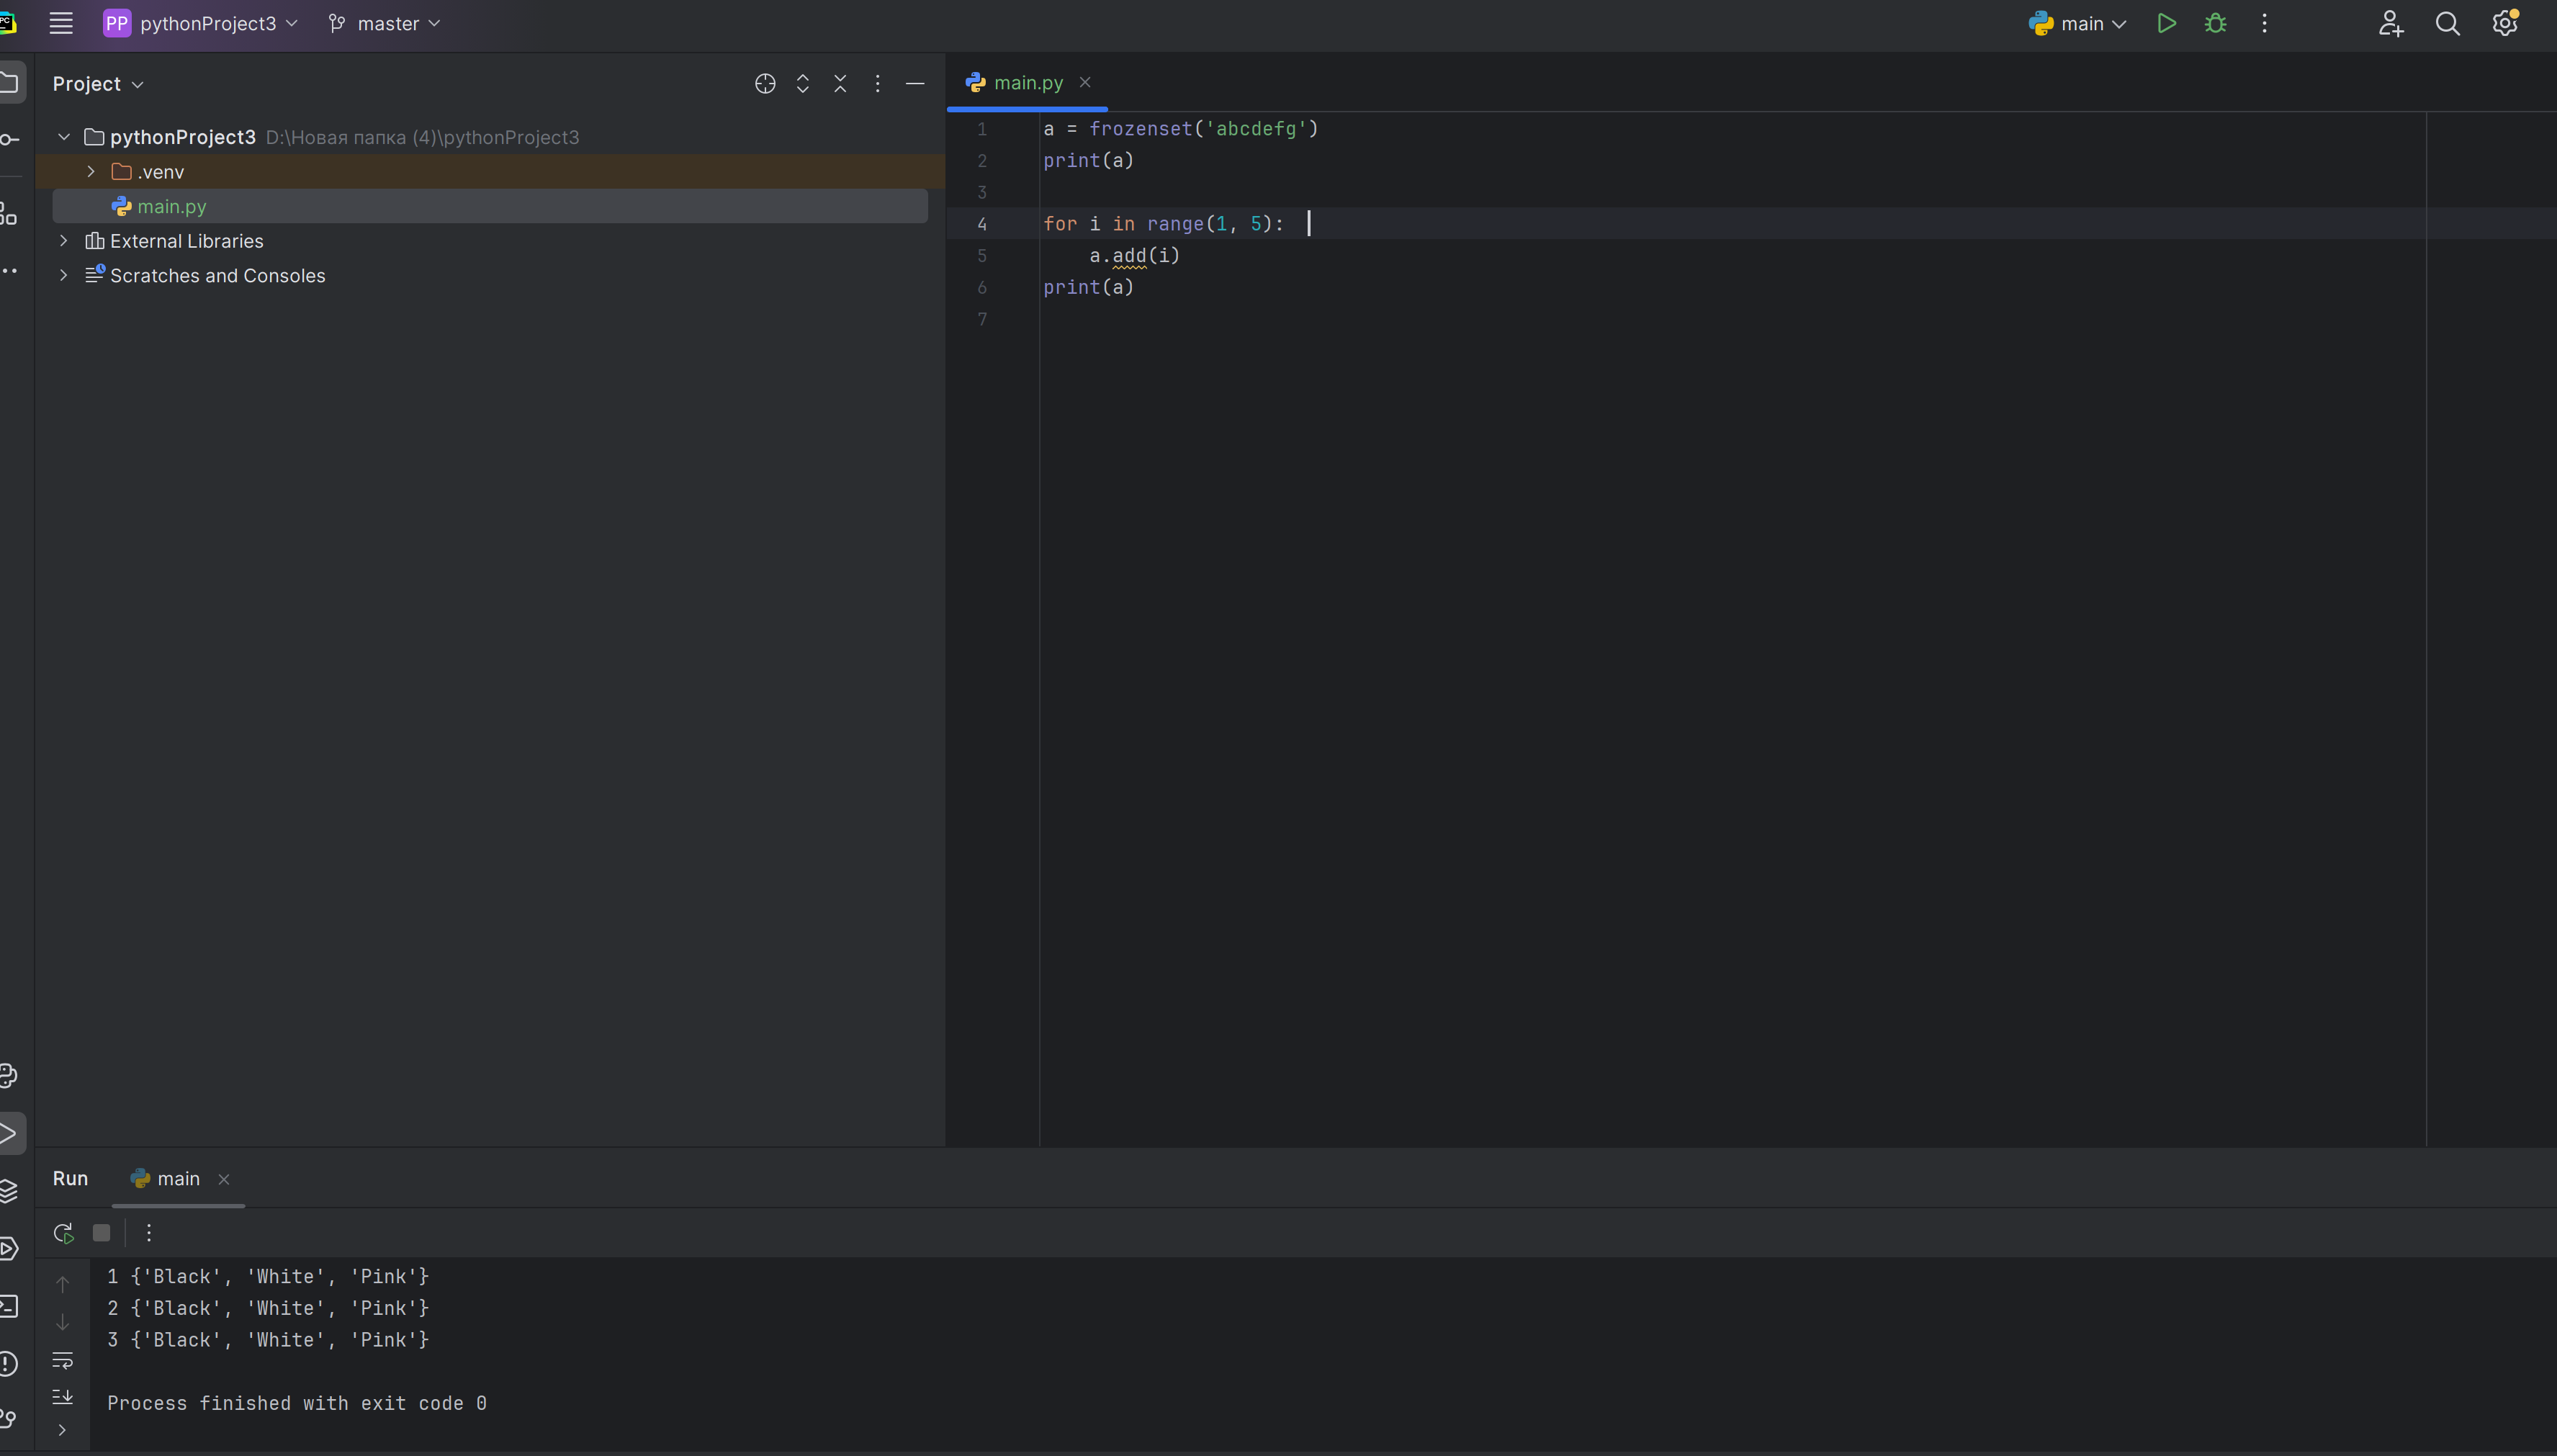 PC
PP pythonProject3 master
main
Project
main.py
pythonProject3 D:\Новая папка (4)\pythonProject3
.venv
main.py
External Libraries
Scratches and Consoles
1 a = frozenset('abcdefg')
2 print(a)
3
4 for i in range(1, 5):
5     a.add(i)
6 print(a)
7
Run main
1 {'Black', 'White', 'Pink'}
2 {'Black', 'White', 'Pink'}
3 {'Black', 'White', 'Pink'}
Process finished with exit code 0